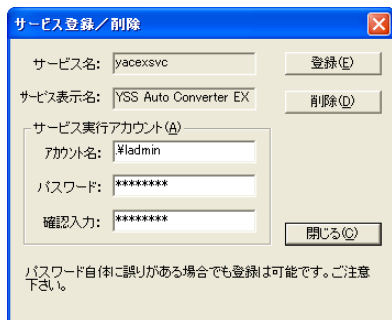 サービス登録／削除
サービス名: yacexsvc 登録(E)
サービス表示名: YSS Auto Converter EX 削除(D)
サービス実行アカウント(A)
アカウント名: .¥ladmin
パスワード: ********
確認入力: ********
閉じる(C)
パスワード自体に誤りがある場合でも登録は可能です。ご注意
下さい。